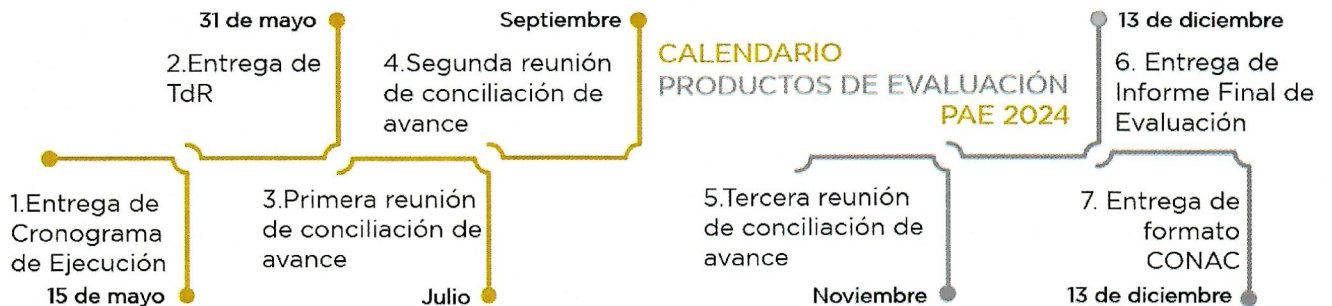 CALENDARIO
PRODUCTOS DE EVALUACIÓN
PAE 2024
1.Entrega de
Cronograma
de Ejecución
15 de mayo
31 de mayo
2.Entrega de
TdR
3.Primera reunión
de conciliación de
avance
Julio
Septiembre
4.Segunda reunión
de conciliación de
avance
5.Tercera reunión
de conciliación de
avance
Noviembre
13 de diciembre
6. Entrega de
Informe Final de
Evaluación
7. Entrega de
formato
CONAC
13 de diciembre